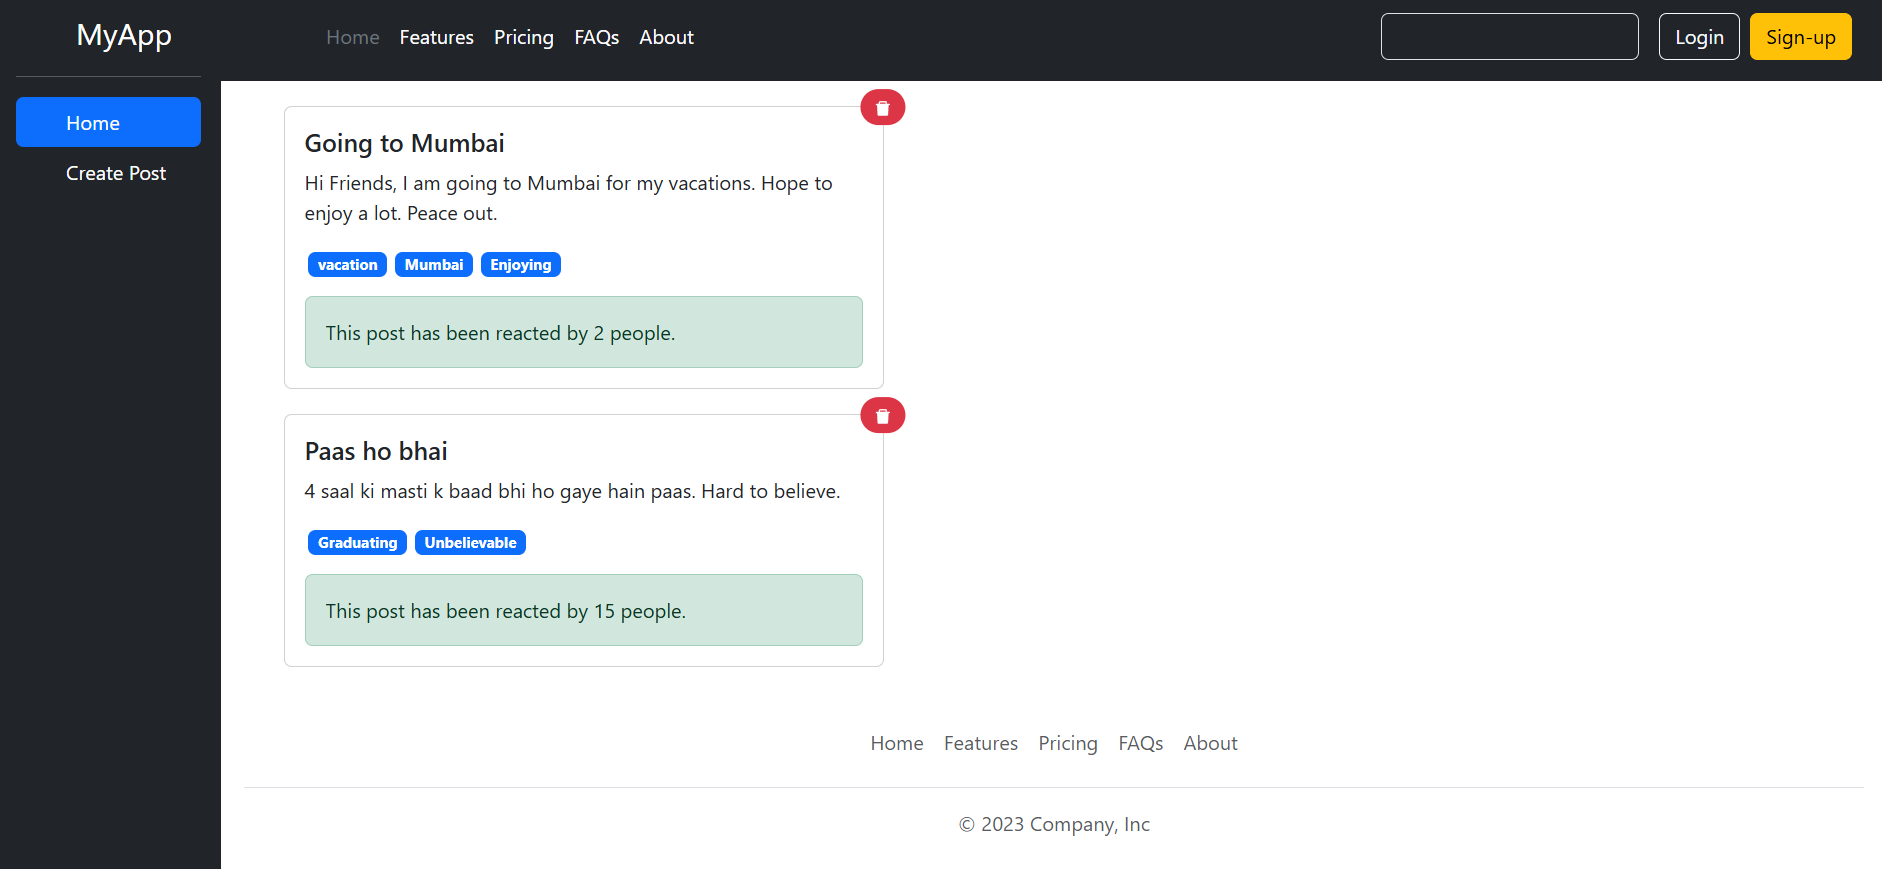 MyApp
Home Features Pricing FAQs About
Login Sign-up
Home
Create Post
Going to Mumbai
Hi Friends, I am going to Mumbai for my vacations. Hope to
enjoy a lot. Peace out.
vacation Mumbai Enjoying
This post has been reacted by 2 people.
Paas ho bhai
4 saal ki masti k baad bhi ho gaye hain paas. Hard to believe.
Graduating Unbelievable
This post has been reacted by 15 people.
Home Features Pricing FAQs About
© 2023 Company, Inc